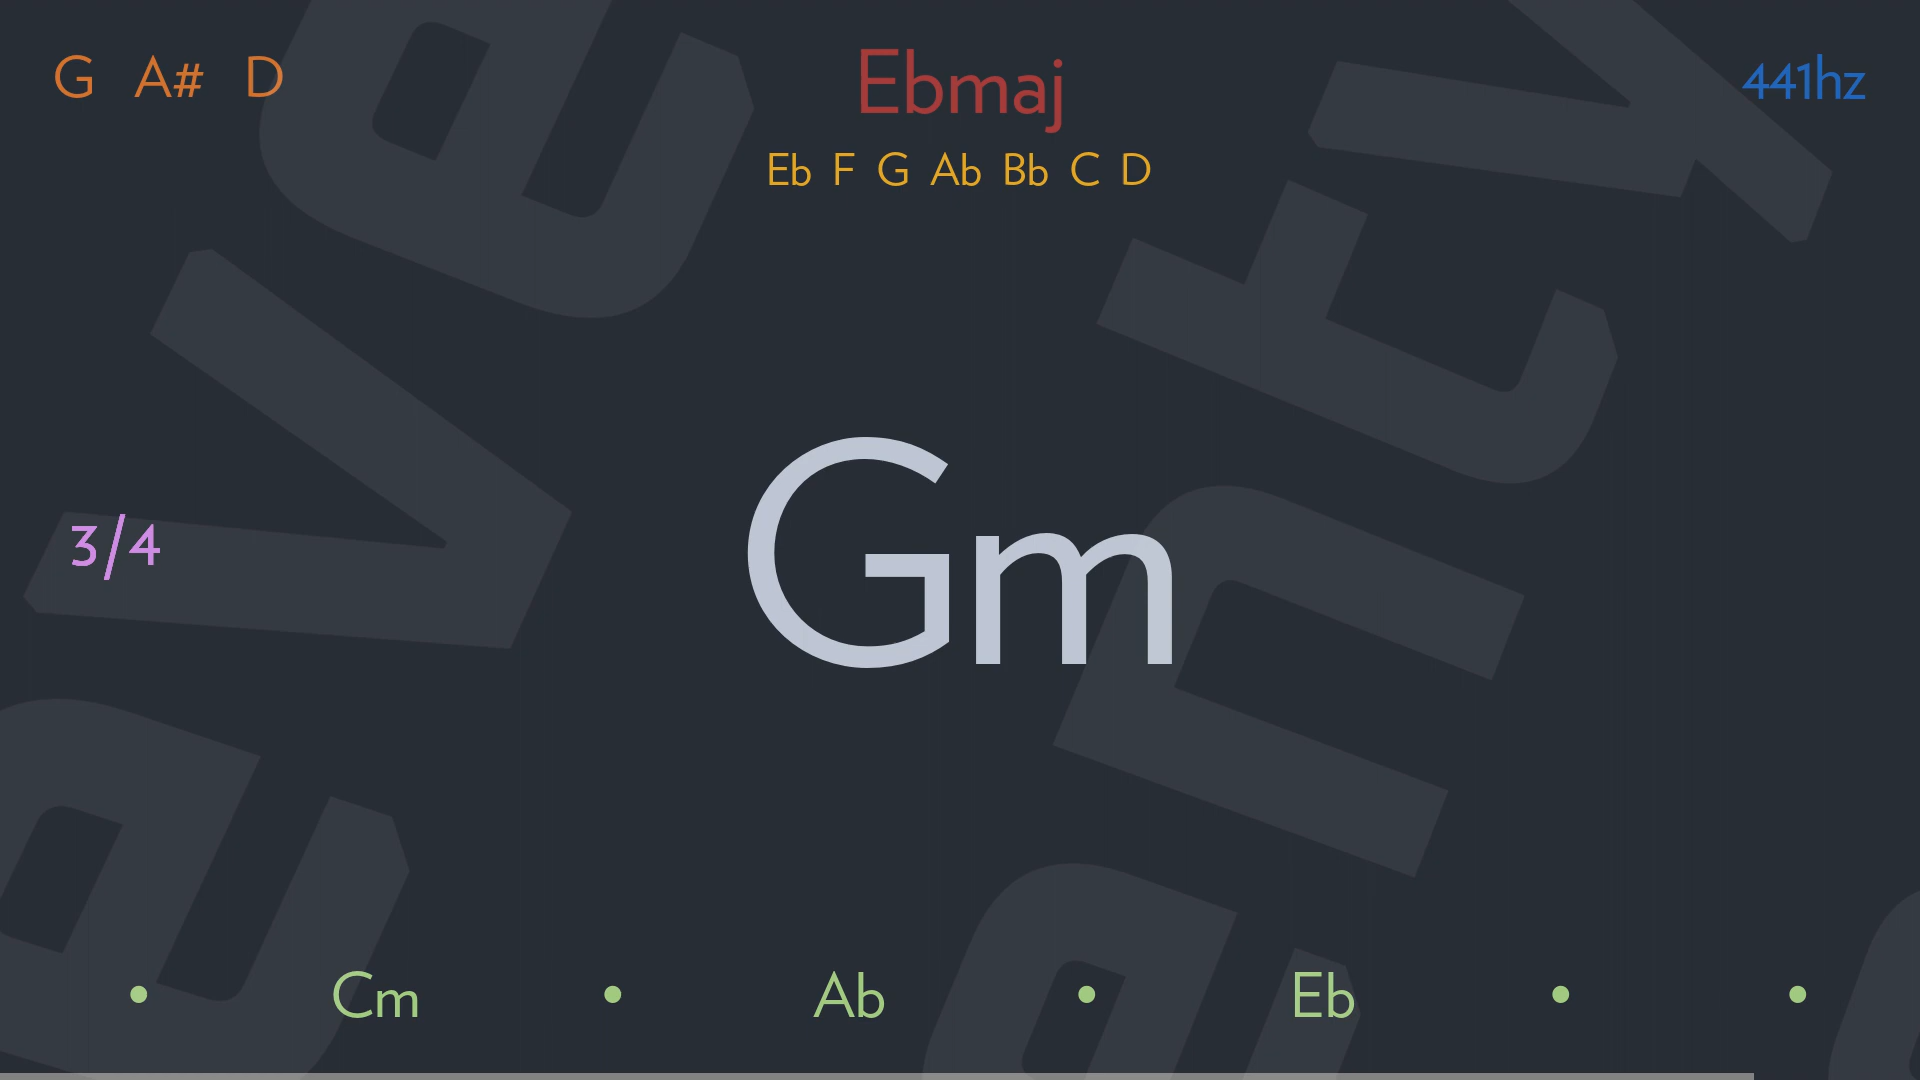 G A# D
Ebmaj
441hz
Eb F G Ab Bb C D
Gm
3/4
• Cm • Ab • Eb • •